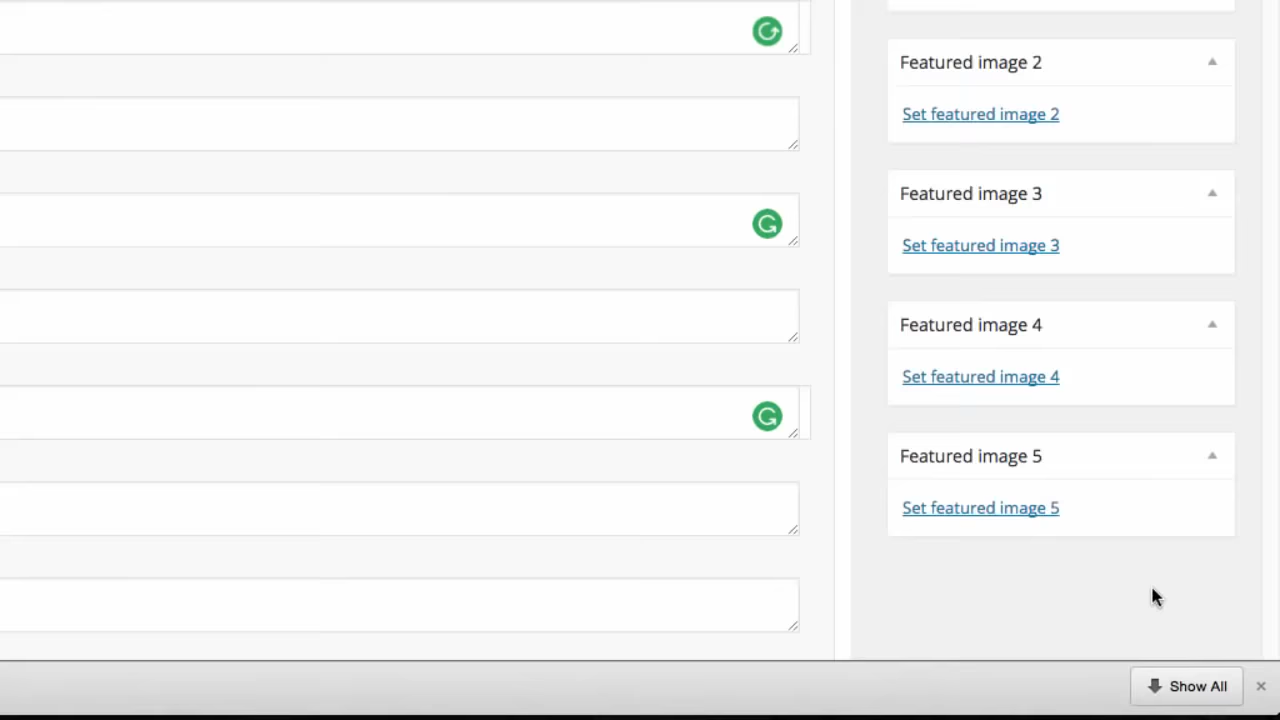 Featured image 2
Set featured image 2
Featured image 3
Set featured image 3
Featured image 4
Set featured image 4
Featured image 5
Set featured image 5
Show All